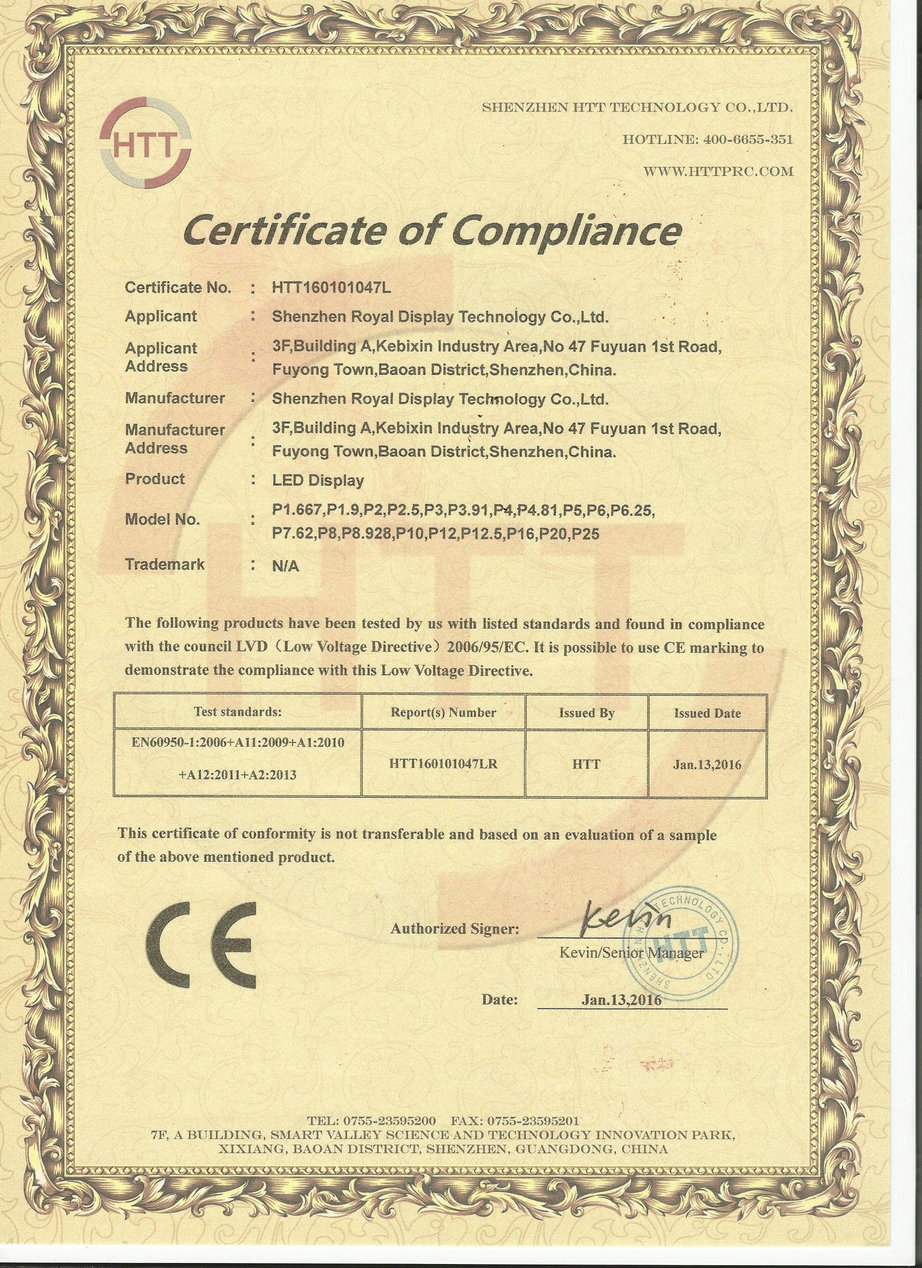 HTT
SHENZHEN HTT TECHNOLOGY CO.,LTD.
HOTLINE: 400-6655-351
WWW.HTTPRC.COM
Certificate of Compliance
Certificate No. : HTT160101047L
Applicant : Shenzhen Royal Display Technology Co.,Ltd.
Applicant Address : 3F,Building A,Kebixin Industry Area,No 47 Fuyuan 1st Road,
Fuyong Town,Baoan District,Shenzhen,China.
Manufacturer : Shenzhen Royal Display Technology Co.,Ltd.
Manufacturer Address : 3F,Building A,Kebixin Industry Area,No 47 Fuyuan 1st Road,
Fuyong Town,Baoan District,Shenzhen,China.
Product : LED Display
Model No. : P1.667,P1.9,P2,P2.5,P3,P3.91,P4,P4.81,P5,P6,P6.25,
P7.62,P8,P8.928,P10,P12,P12.5,P16,P20,P25
Trademark : N/A
The following products have been tested by us with listed standards and found in compliance
with the council LVD（Low Voltage Directive）2006/95/EC. It is possible to use CE marking to
demonstrate the compliance with this Low Voltage Directive.
Test standards: Report(s) Number Issued By Issued Date
EN60950-1:2006+A11:2009+A1:2010
+A12:2011+A2:2013
HTT160101047LR HTT Jan.13,2016
This certificate of conformity is not transferable and based on an evaluation of a sample
of the above mentioned product.
CE
Authorized Signer: Kevin
Kevin/Senior Manager
SHENZHEN HTT TECHNOLOGY CO.,LTD
HTT
Date: Jan.13,2016
TEL: 0755-23595200 FAX: 0755-23595201
7F, A BUILDING, SMART VALLEY SCIENCE AND TECHNOLOGY INNOVATION PARK,
XIXIANG, BAOAN DISTRICT, SHENZHEN, GUANGDONG, CHINA